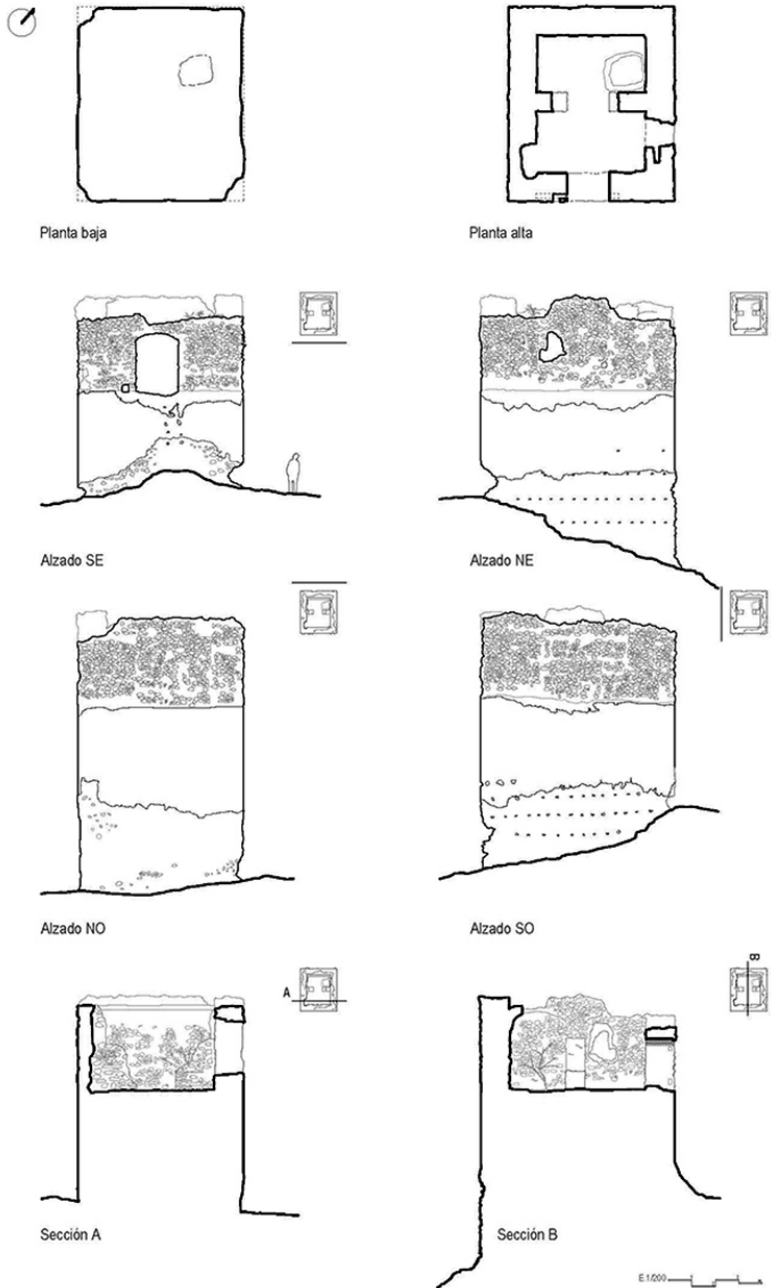 Planta baja
Planta alta
Alzado SE
Alzado NE
Alzado NO
Alzado SO
A
B
Sección A
Sección B
E:1/200